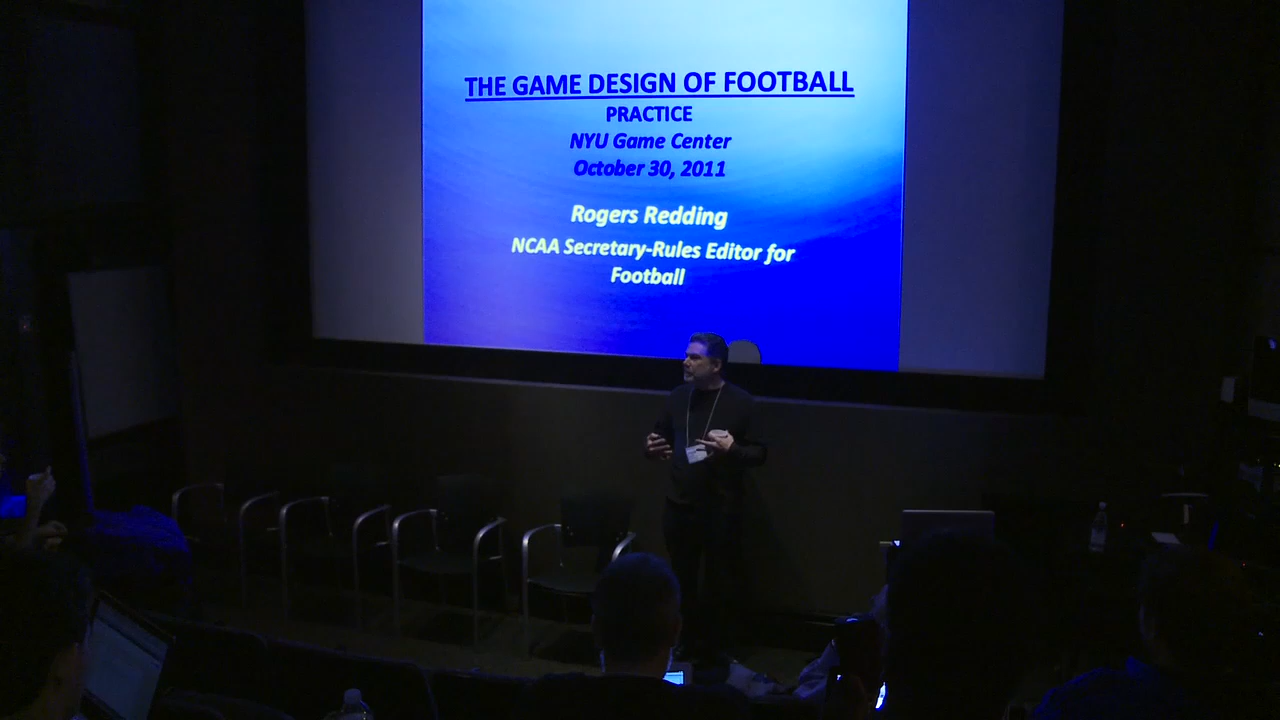 THE GAME DESIGN OF FOOTBALL
PRACTICE
NYU Game Center
October 30, 2011
Rogers Redding
NCAA Secretary-Rules Editor for
Football